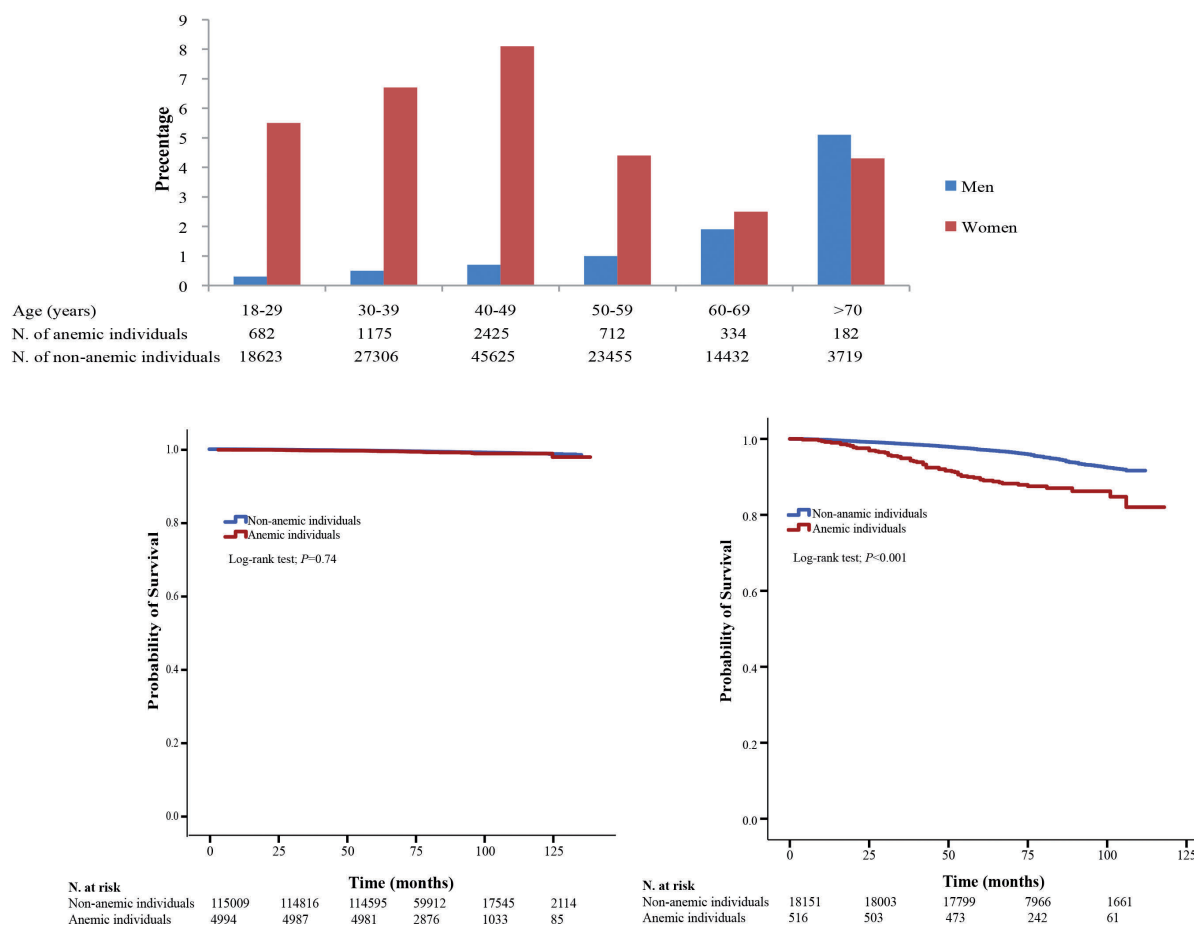 9
8
7
6
5
4
3
2
1
0
Precentage
Men
Women
Age (years) 18-29 30-39 40-49 50-59 60-69 >70
N. of anemic individuals 682 1175 2425 712 334 182
N. of non-anemic individuals 18623 27306 45625 23455 14432 3719
1.0
0.8
0.6
0.4
0.2
0.0
Probability of Survival
Non-anemic individuals
Anemic individuals
Log-rank test; P=0.74
0 25 50 75 100 125
Time (months)
N. at risk
Non-anemic individuals 115009 114816 114595 59912 17545 2114
Anemic individuals 4994 4987 4981 2876 1033 85
1.0
0.8
0.6
0.4
0.2
0.0
Probability of Survival
Non-anamic individuals
Anemic individuals
Log-rank test; P<0.001
0 25 50 75 100 125
Time (months)
N. at risk
Non-anemic individuals 18151 18003 17799 7966 1661
Anemic individuals 516 503 473 242 61